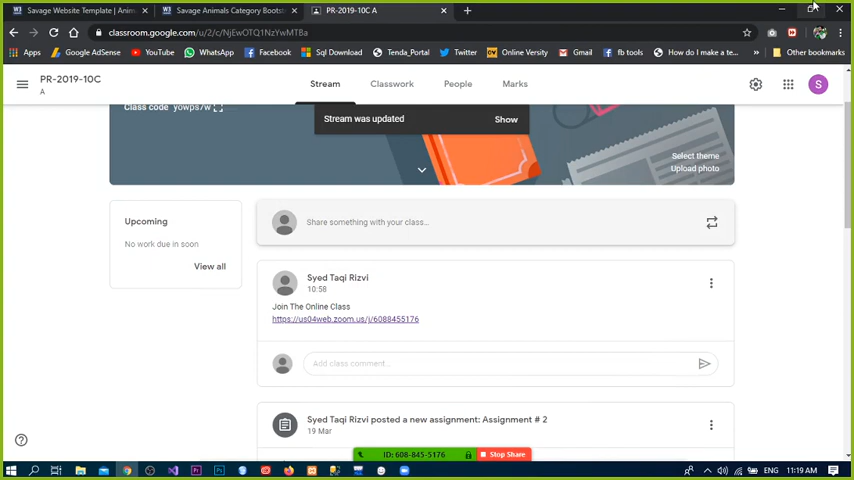 Savage Website Template | Anim
Savage Animals Category Bootst
PR-2019-10C A
classroom.google.com/u/2/c/NjEwOTQ1NzYwMTBa
Apps
Google AdSense
YouTube
WhatsApp
Facebook
Sql Download
Tenda_Portal
Twitter
Online Versity
Gmail
fb tools
How do i make a te...
Other bookmarks
PR-2019-10C
A
Stream
Classwork
People
Marks
S
Class code yowps7w
Stream was updated
Show
Select theme
Upload photo
Upcoming
No work due in soon
View all
Share something with your class...
Syed Taqi Rizvi
10:58
Join The Online Class
https://us04web.zoom.us/j/6088455176
Add class comment...
Syed Taqi Rizvi posted a new assignment: Assignment # 2
19 Mar
ID: 608-845-5176
Stop Share
ENG
11:19 AM